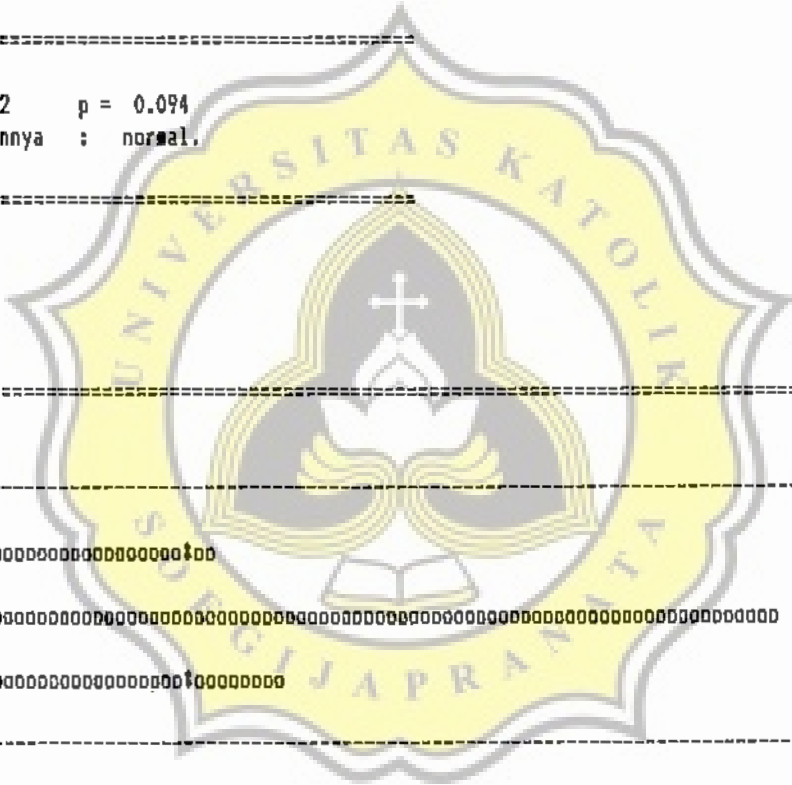 2 p = 0.094
nnya : normal.
UNIVERSITAS KATOLIK
SOEGIJAPRANATA